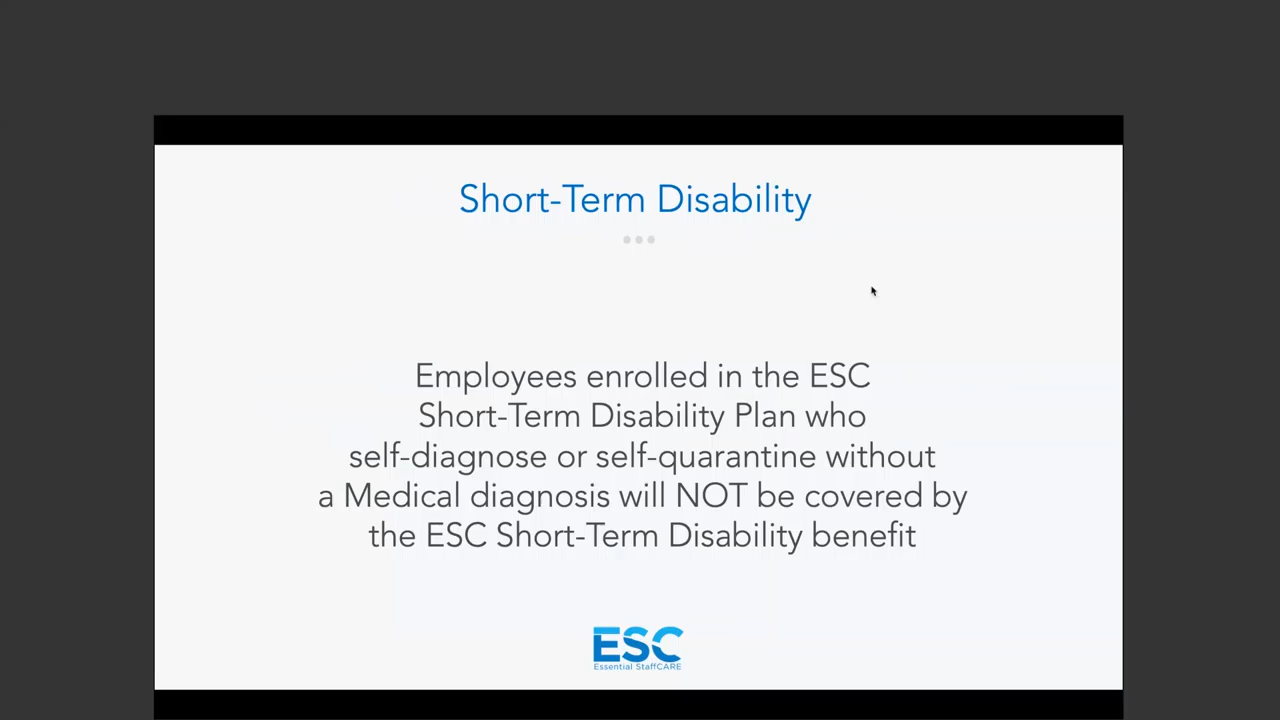 Short-Term Disability
Employees enrolled in the ESC
Short-Term Disability Plan who
self-diagnose or self-quarantine without
a Medical diagnosis will NOT be covered by
the ESC Short-Term Disability benefit
ESC
Essential StaffCARE